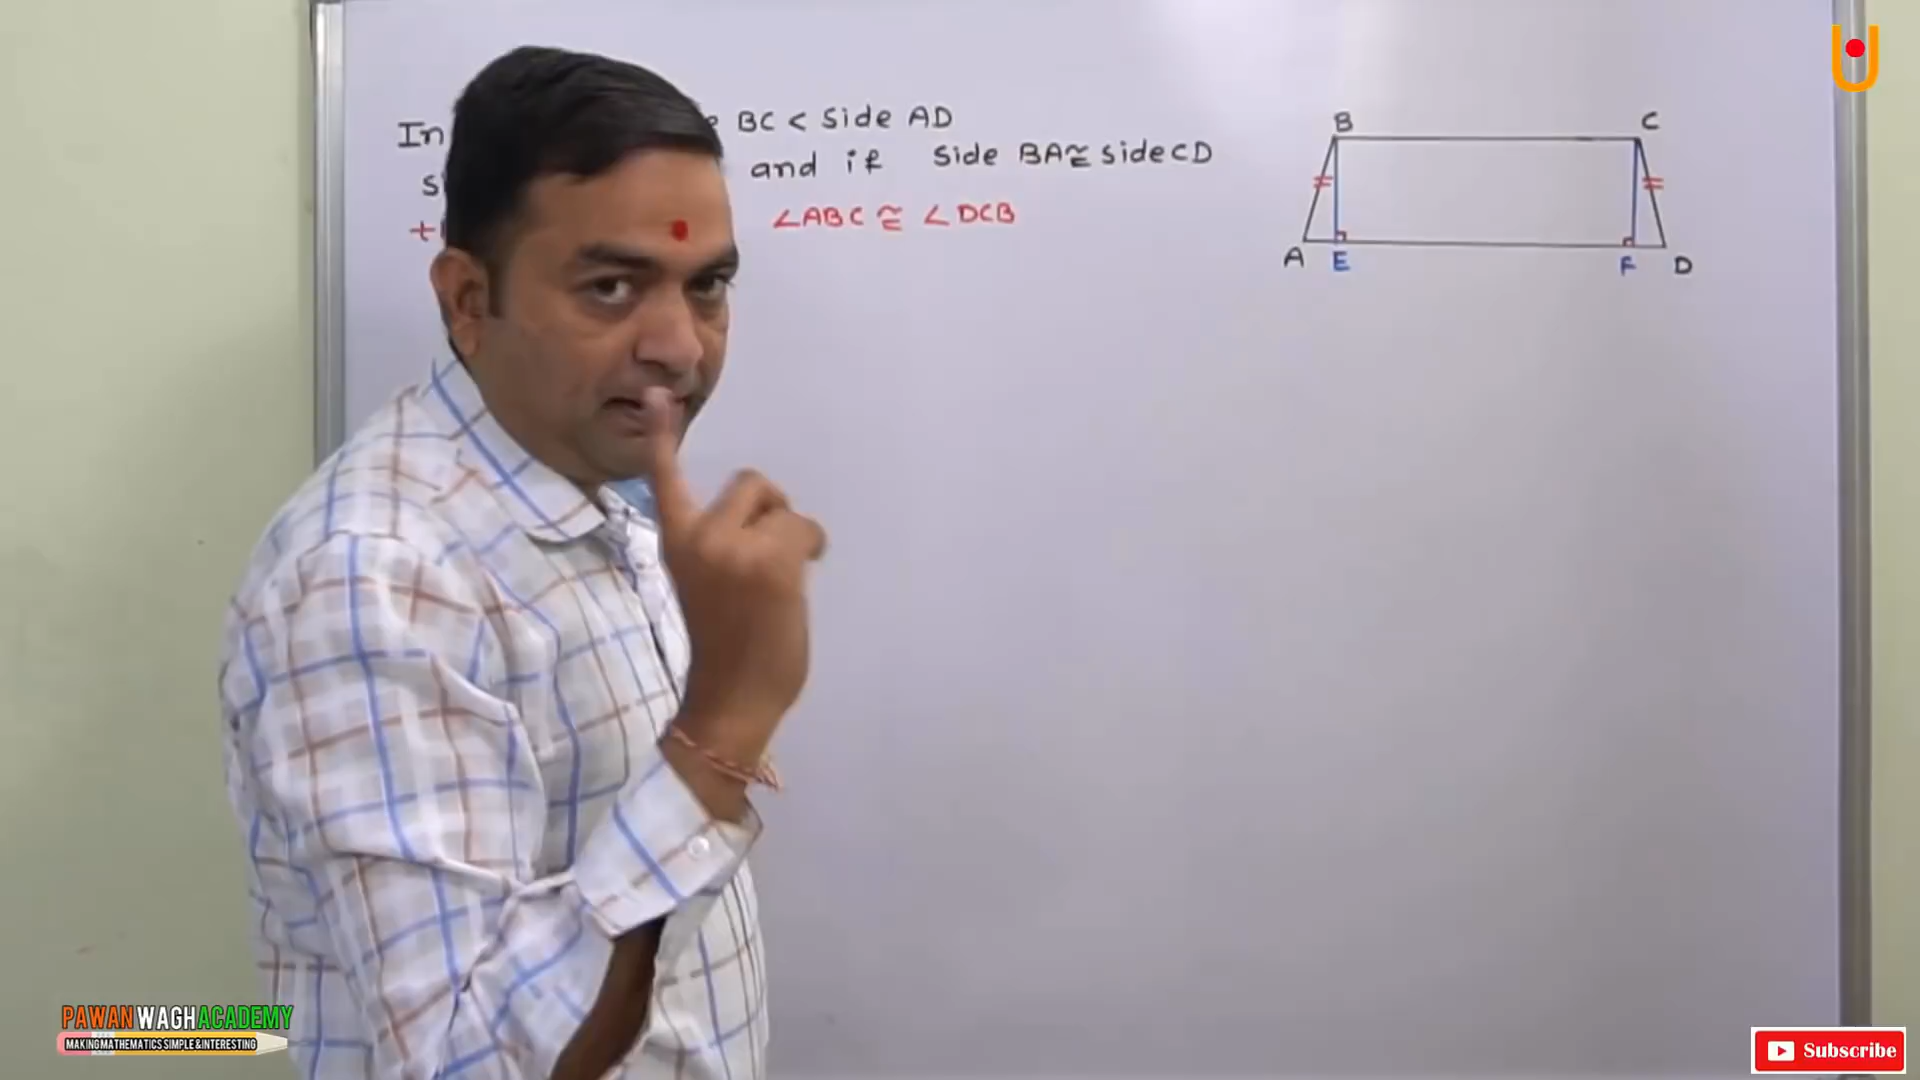 In BC < Side AD
and if Side BA ≅ side CD
∠ABC ≅ ∠DCB
B C
A E F D
PAWAN WAGH ACADEMY
MAKING MATHEMATICS SIMPLE & INTERESTING
Subscribe